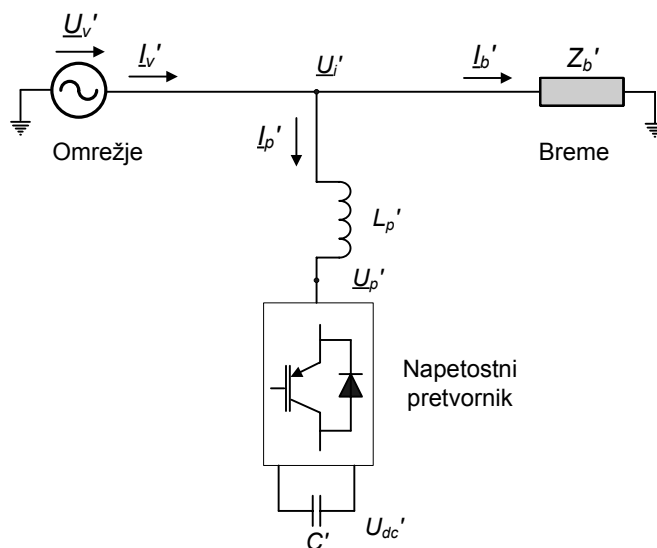 U_v'
I_v'
U_i'
I_b'
Z_b'
Omrežje
I_p'
Breme
L_p'
U_p'
Napetostni
pretvornik
C'
U_dc'